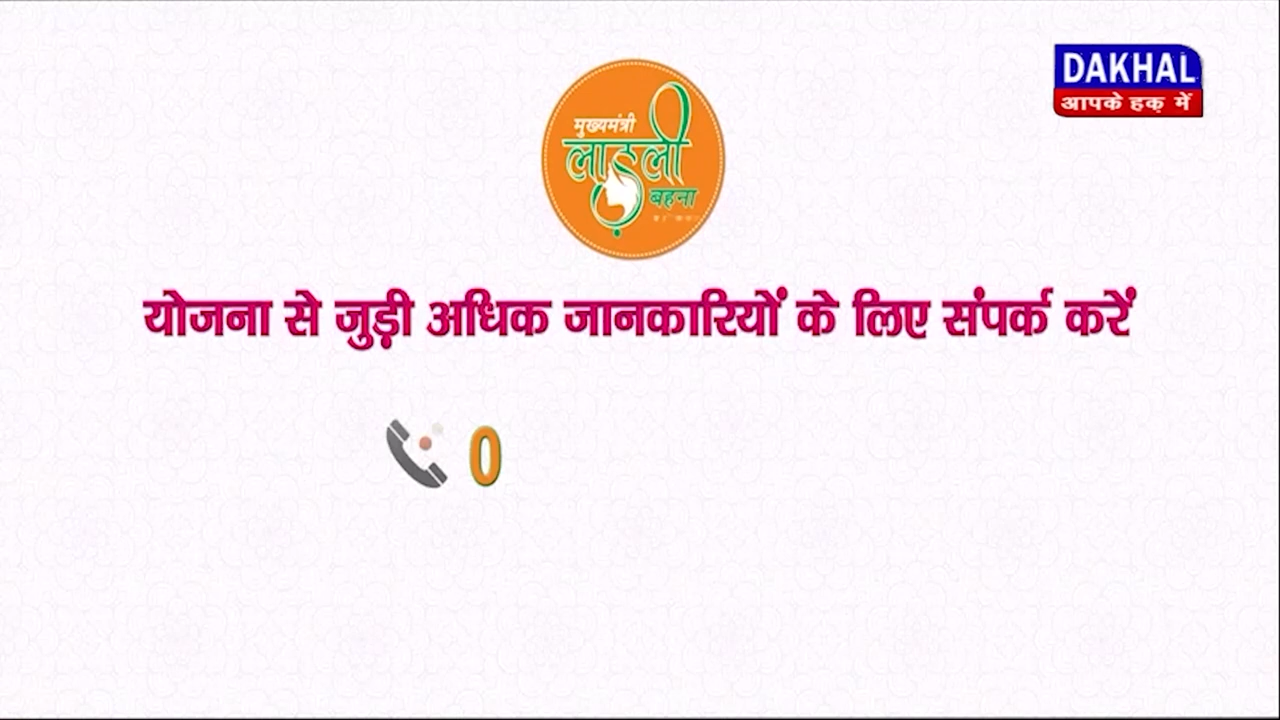 DAKHAL
आपके हक़ में
मुख्यमंत्री
लाड़ली
बहना
योजना से जुड़ी अधिक जानकारियों के लिए संपर्क करें
0